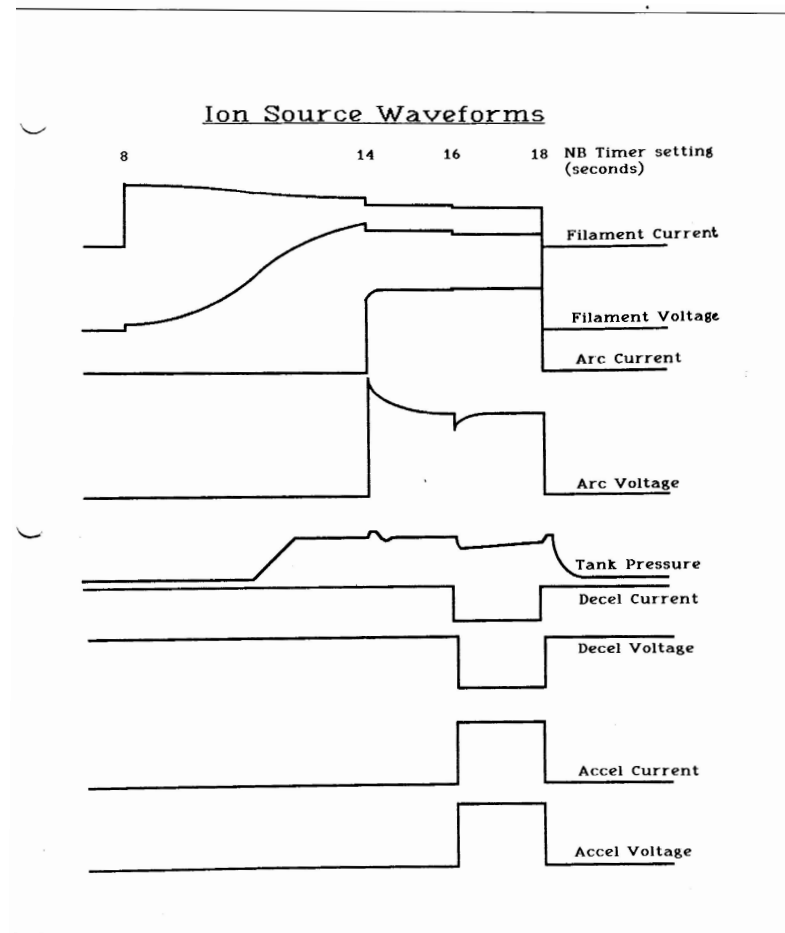 Ion Source Waveforms
8 14 16 18 NB Timer setting
(seconds)
Filament Current
Filament Voltage
Arc Current
Arc Voltage
Tank Pressure
Decel Current
Decel Voltage
Accel Current
Accel Voltage